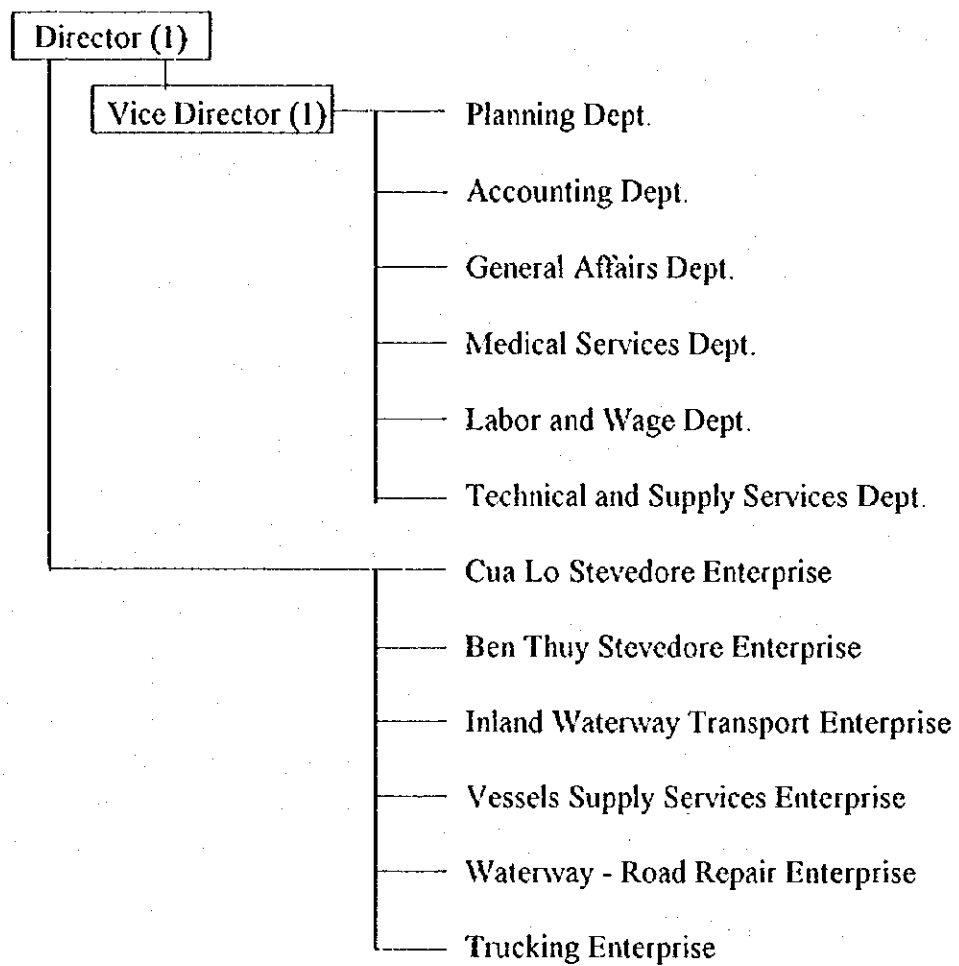 Director (1)
Vice Director (1)
Planning Dept.
Accounting Dept.
General Affairs Dept.
Medical Services Dept.
Labor and Wage Dept.
Technical and Supply Services Dept.
Cua Lo Stevedore Enterprise
Ben Thuy Stevedore Enterprise
Inland Waterway Transport Enterprise
Vessels Supply Services Enterprise
Waterway - Road Repair Enterprise
Trucking Enterprise